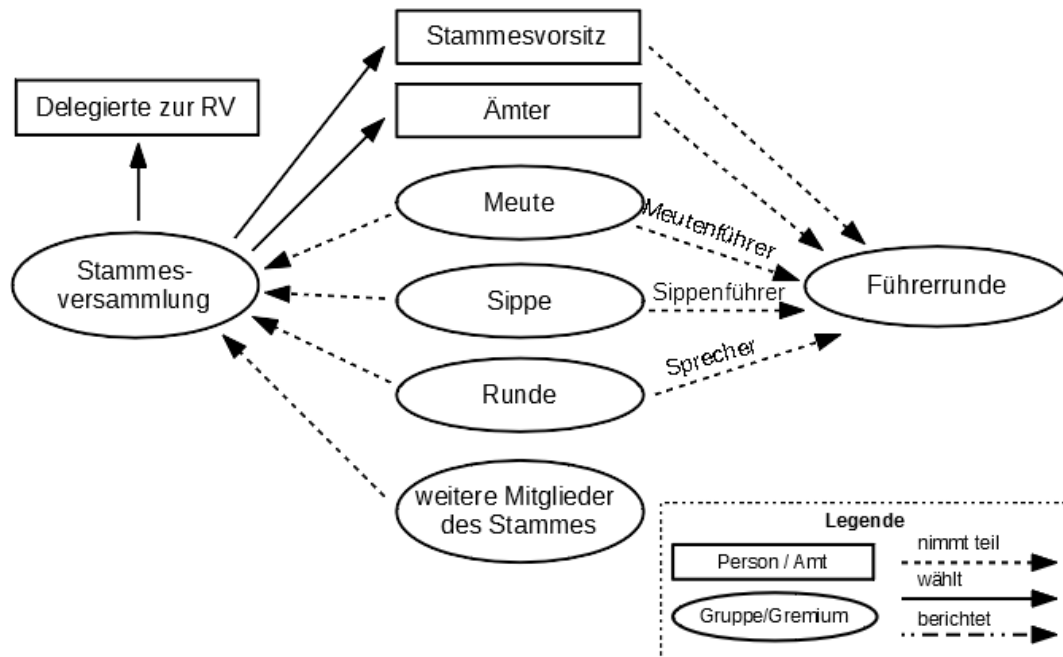 Stammesvorsitz
Delegierte zur RV
Ämter
Meute
Meutenführer
Stammes-
versammlung
Sippe
Sippenführer
Führerrunde
Runde
Sprecher
weitere Mitglieder
des Stammes
Legende
Person / Amt
nimmt teil
wählt
Gruppe/Gremium
berichtet